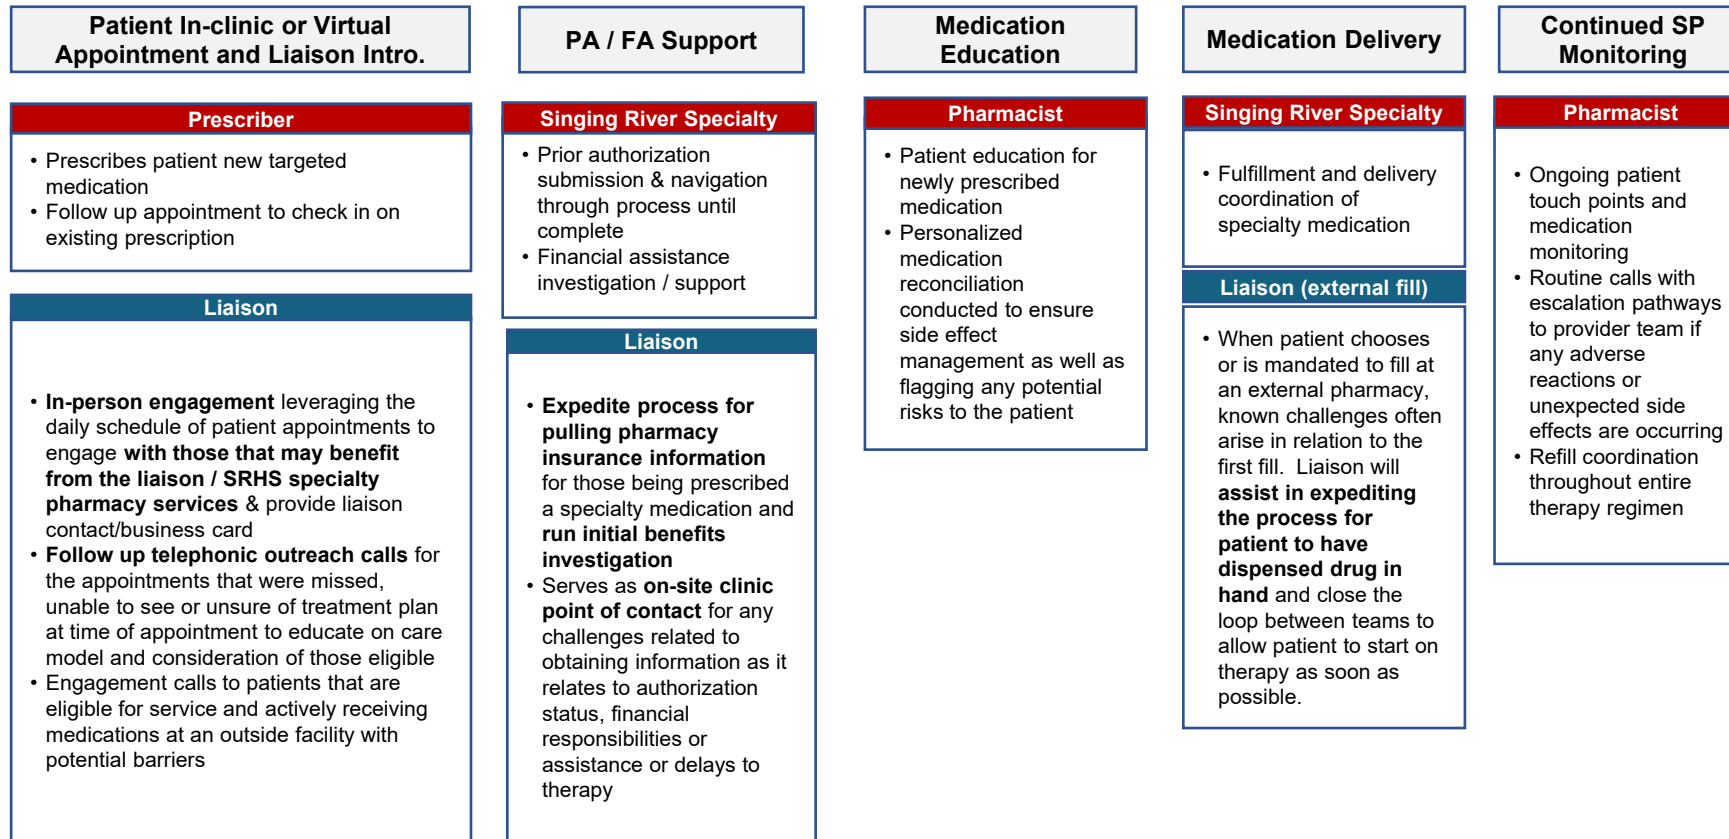 Patient In-clinic or Virtual
Appointment and Liaison Intro.
Prescriber
• Prescribes patient new targeted
medication
• Follow up appointment to check in on
existing prescription
Liaison
• In-person engagement leveraging the
daily schedule of patient appointments to
engage with those that may benefit
from the liaison / SRHS specialty
pharmacy services & provide liaison
contact/business card
• Follow up telephonic outreach calls for
the appointments that were missed,
unable to see or unsure of treatment plan
at time of appointment to educate on care
model and consideration of those eligible
• Engagement calls to patients that are
eligible for service and actively receiving
medications at an outside facility with
potential barriers
PA / FA Support
Singing River Specialty
• Prior authorization
submission & navigation
through process until
complete
• Financial assistance
investigation / support
Liaison
• Expedite process for
pulling pharmacy
insurance information
for those being prescribed
a specialty medication and
run initial benefits
investigation
• Serves as on-site clinic
point of contact for any
challenges related to
obtaining information as it
relates to authorization
status, financial
responsibilities or
assistance or delays to
therapy
Medication
Education
Pharmacist
• Patient education for
newly prescribed
medication
• Personalized
medication
reconciliation
conducted to ensure
side effect
management as well as
flagging any potential
risks to the patient
Medication Delivery
Singing River Specialty
• Fulfillment and delivery
coordination of
specialty medication
Liaison (external fill)
• When patient chooses
or is mandated to fill at
an external pharmacy,
known challenges often
arise in relation to the
first fill. Liaison will
assist in expediting
the process for
patient to have
dispensed drug in
hand and close the
loop between teams to
allow patient to start on
therapy as soon as
possible.
Continued SP
Monitoring
Pharmacist
• Ongoing patient
touch points and
medication
monitoring
• Routine calls with
escalation pathways
to provider team if
any adverse
reactions or
unexpected side
effects are occurring
• Refill coordination
throughout entire
therapy regimen